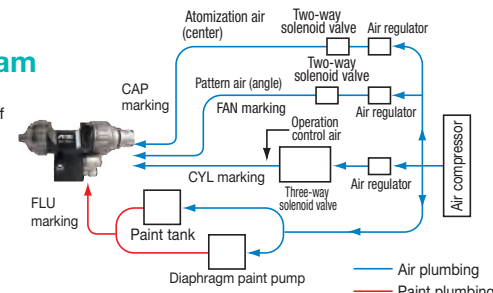 am
f
Atomization air
(center)
Two-way
solenoid valve
Air regulator
Two-way
solenoid valve
CAP
marking
Pattern air (angle)
FAN marking
Air regulator
Operation
control air
CYL marking
Three-way
solenoid valve
Air regulator
Air compressor
FLU
marking
Paint tank
Diaphragm paint pump
Air plumbing
Paint plumbing